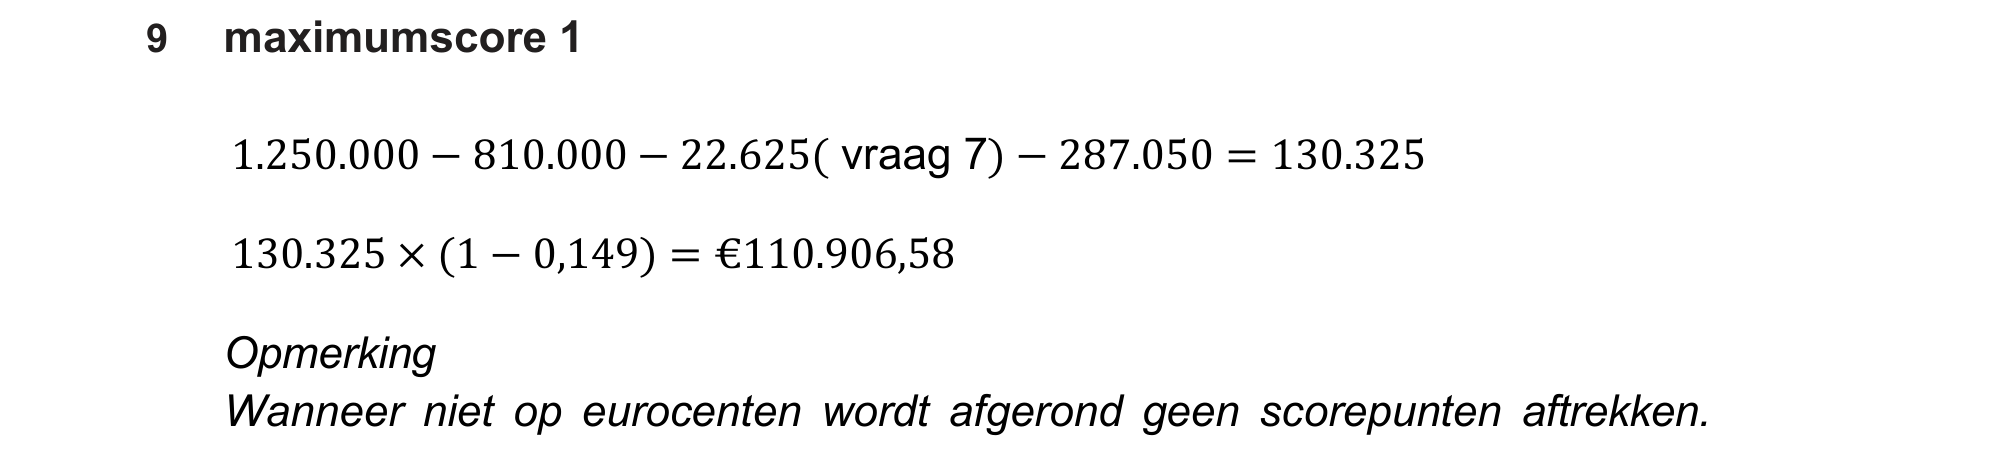 9 maximumscore 1
1.250.000 − 810.000 − 22.625( vraag 7) − 287.050 = 130.325
130.325 × (1 − 0,149) = €110.906,58
Opmerking
Wanneer niet op eurocenten wordt afgerond geen scorepunten aftrekken.